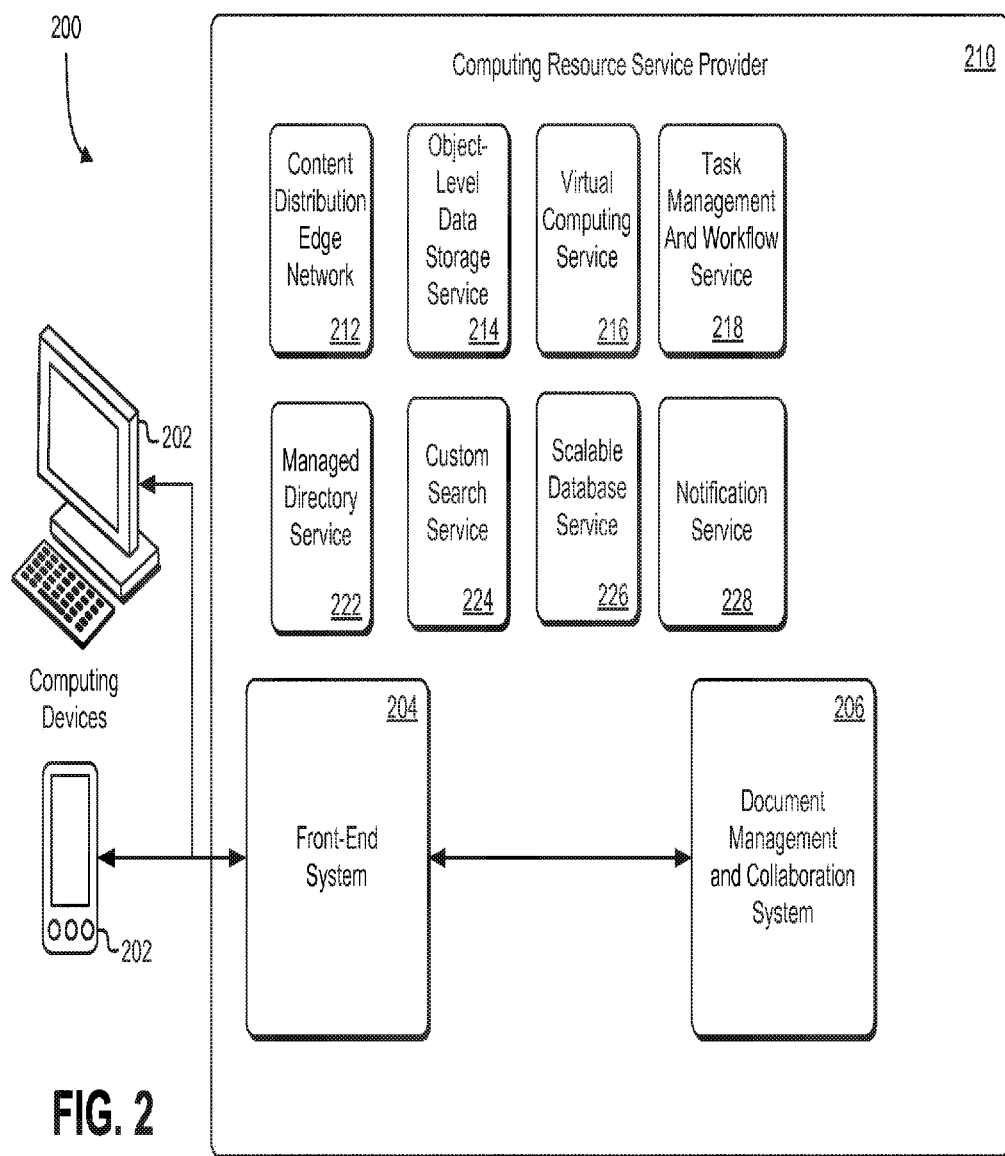 200
Computing Resource Service Provider
210
Content
Distribution
Edge
Network
212
Object-
Level
Data
Storage
Service
214
Virtual
Computing
Service
216
Task
Management
And Workflow
Service
218
202
Managed
Directory
Service
222
Custom
Search
Service
224
Scalable
Database
Service
226
Notification
Service
228
Computing
Devices
202
204
Front-End
System
206
Document
Management
and Collaboration
System
FIG. 2